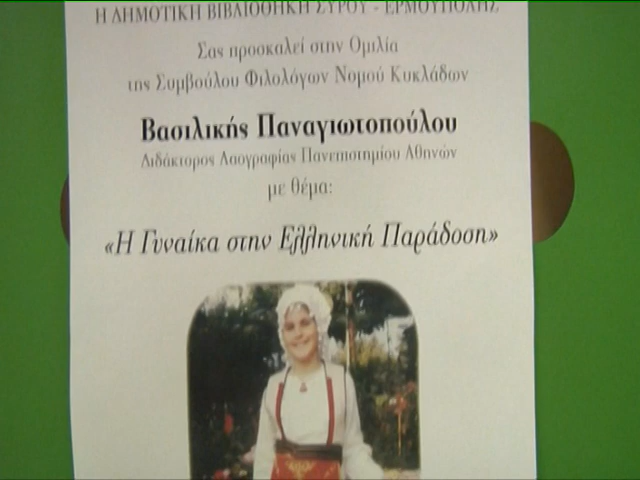 Η ΔΗΜΟΤΙΚΗ ΒΙΒΛΙΟΘΗΚΗ ΣΥΡΟΥ - ΕΡΜΟΥΠΟΛΗΣ
Σας προσκαλεί στην Ομιλία
της Συμβούλου Φιλολόγων Νομού Κυκλάδων
Βασιλικής Παναγιωτοπούλου
Διδάκτορος Λαογραφίας Πανεπιστημίου Αθηνών
με θέμα:
«Η Γυναίκα στην Ελληνική Παράδοση»